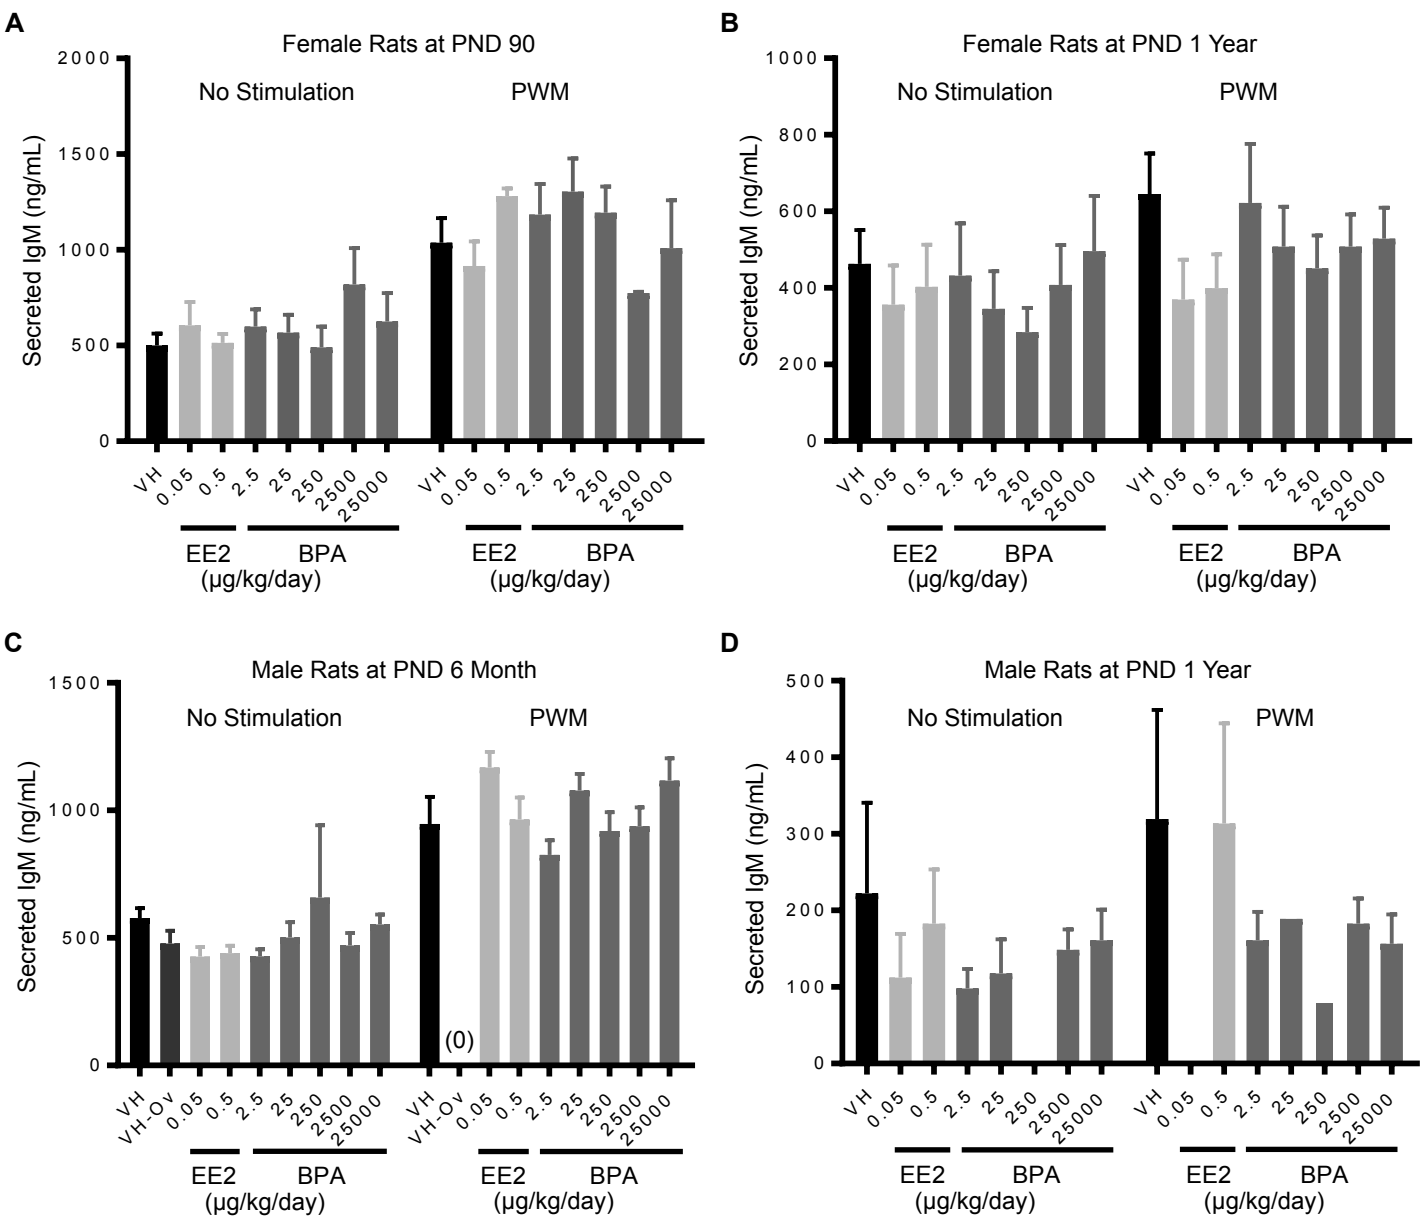 A
Female Rats at PND 90
No Stimulation
PWM
Secreted IgM (ng/mL)
2000
1500
1000
500
0
VH
0.05
0.5
2.5
25
250
2500
25000
VH
0.05
0.5
2.5
25
250
2500
25000
EE2
BPA
(µg/kg/day)
EE2
BPA
(µg/kg/day)
B
Female Rats at PND 1 Year
No Stimulation
PWM
Secreted IgM (ng/mL)
1000
800
600
400
200
0
VH
0.05
0.5
2.5
25
250
2500
25000
VH
0.05
0.5
2.5
25
250
2500
25000
EE2
BPA
(µg/kg/day)
EE2
BPA
(µg/kg/day)
C
Male Rats at PND 6 Month
No Stimulation
PWM
Secreted IgM (ng/mL)
1500
1000
500
0
(0)
VH
VH-Ov
0.05
0.5
2.5
25
250
2500
25000
VH
VH-Ov
0.05
0.5
2.5
25
250
2500
25000
EE2
BPA
(µg/kg/day)
EE2
BPA
(µg/kg/day)
D
Male Rats at PND 1 Year
No Stimulation
PWM
Secreted IgM (ng/mL)
500
400
300
200
100
0
VH
0.05
0.5
2.5
25
250
2500
25000
VH
0.05
0.5
2.5
25
250
2500
25000
EE2
BPA
(µg/kg/day)
EE2
BPA
(µg/kg/day)